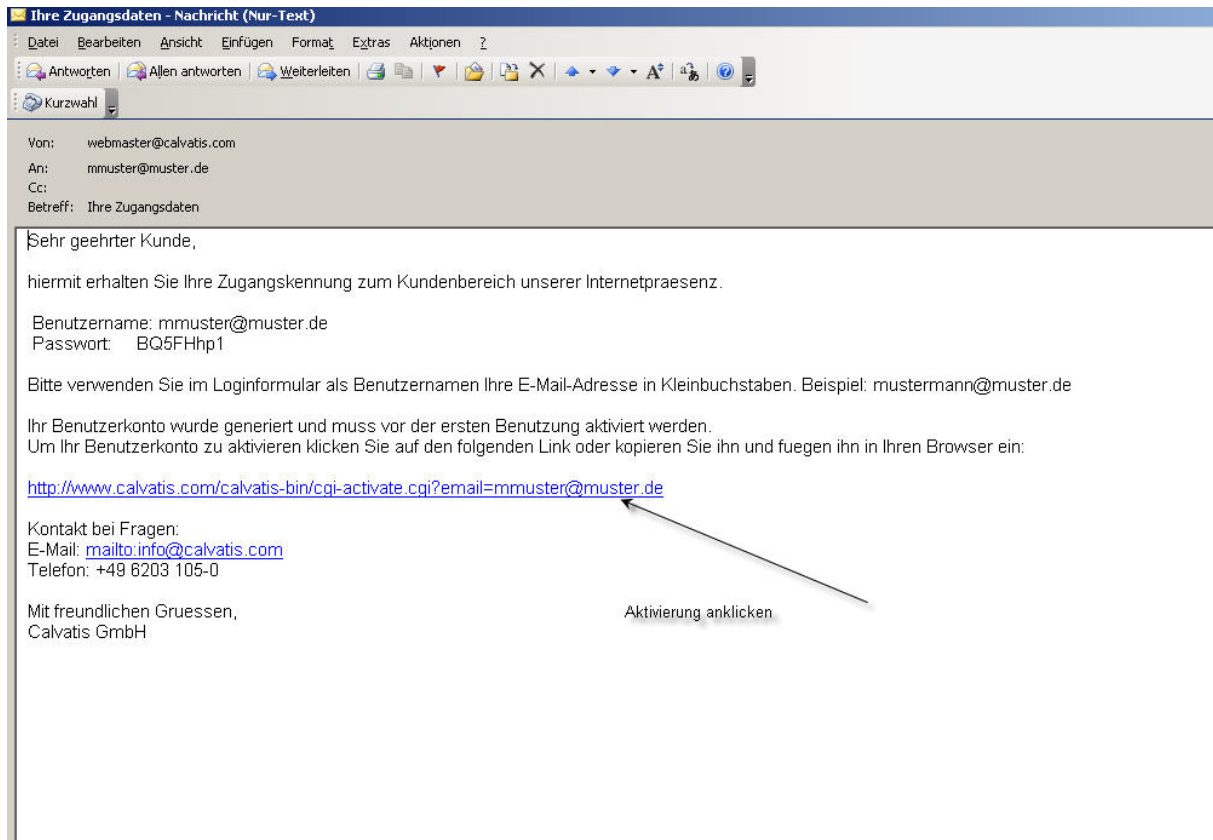 Ihre Zugangsdaten - Nachricht (Nur-Text)
Datei Bearbeiten Ansicht Einfügen Format Extras Aktionen ?
Antworten Allen antworten Weiterleiten
Kurzwahl
Von: webmaster@calvatis.com
An: mmuster@muster.de
Cc:
Betreff: Ihre Zugangsdaten
Sehr geehrter Kunde,
hiermit erhalten Sie Ihre Zugangskennung zum Kundenbereich unserer Internetpraesenz.
Benutzername: mmuster@muster.de
Passwort: BQ5FHhp1
Bitte verwenden Sie im Loginformular als Benutzernamen Ihre E-Mail-Adresse in Kleinbuchstaben. Beispiel: mustermann@muster.de
Ihr Benutzerkonto wurde generiert und muss vor der ersten Benutzung aktiviert werden.
Um Ihr Benutzerkonto zu aktivieren klicken Sie auf den folgenden Link oder kopieren Sie ihn und fuegen ihn in Ihren Browser ein:
http://www.calvatis.com/calvatis-bin/cgi-activate.cgi?email=mmuster@muster.de
Kontakt bei Fragen:
E-Mail: mailto:info@calvatis.com
Telefon: +49 6203 105-0
Mit freundlichen Gruessen,
Calvatis GmbH
Aktivierung anklicken